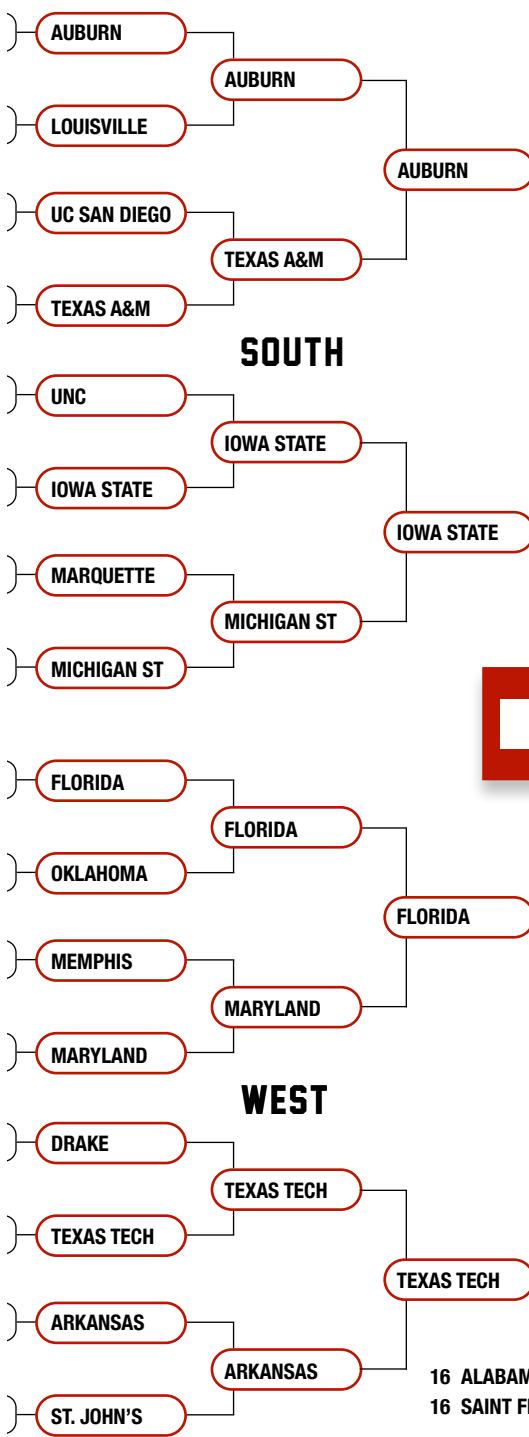 AUBURN
LOUISVILLE
UC SAN DIEGO
TEXAS A&M
UNC
IOWA STATE
MARQUETTE
MICHIGAN ST
AUBURN
TEXAS A&M
SOUTH
IOWA STATE
MICHIGAN ST
AUBURN
IOWA STATE
FLORIDA
OKLAHOMA
MEMPHIS
MARYLAND
DRAKE
TEXAS TECH
ARKANSAS
ST. JOHN'S
FLORIDA
MARYLAND
WEST
TEXAS TECH
ARKANSAS
FLORIDA
TEXAS TECH
16 ALABAM
16 SAINT F